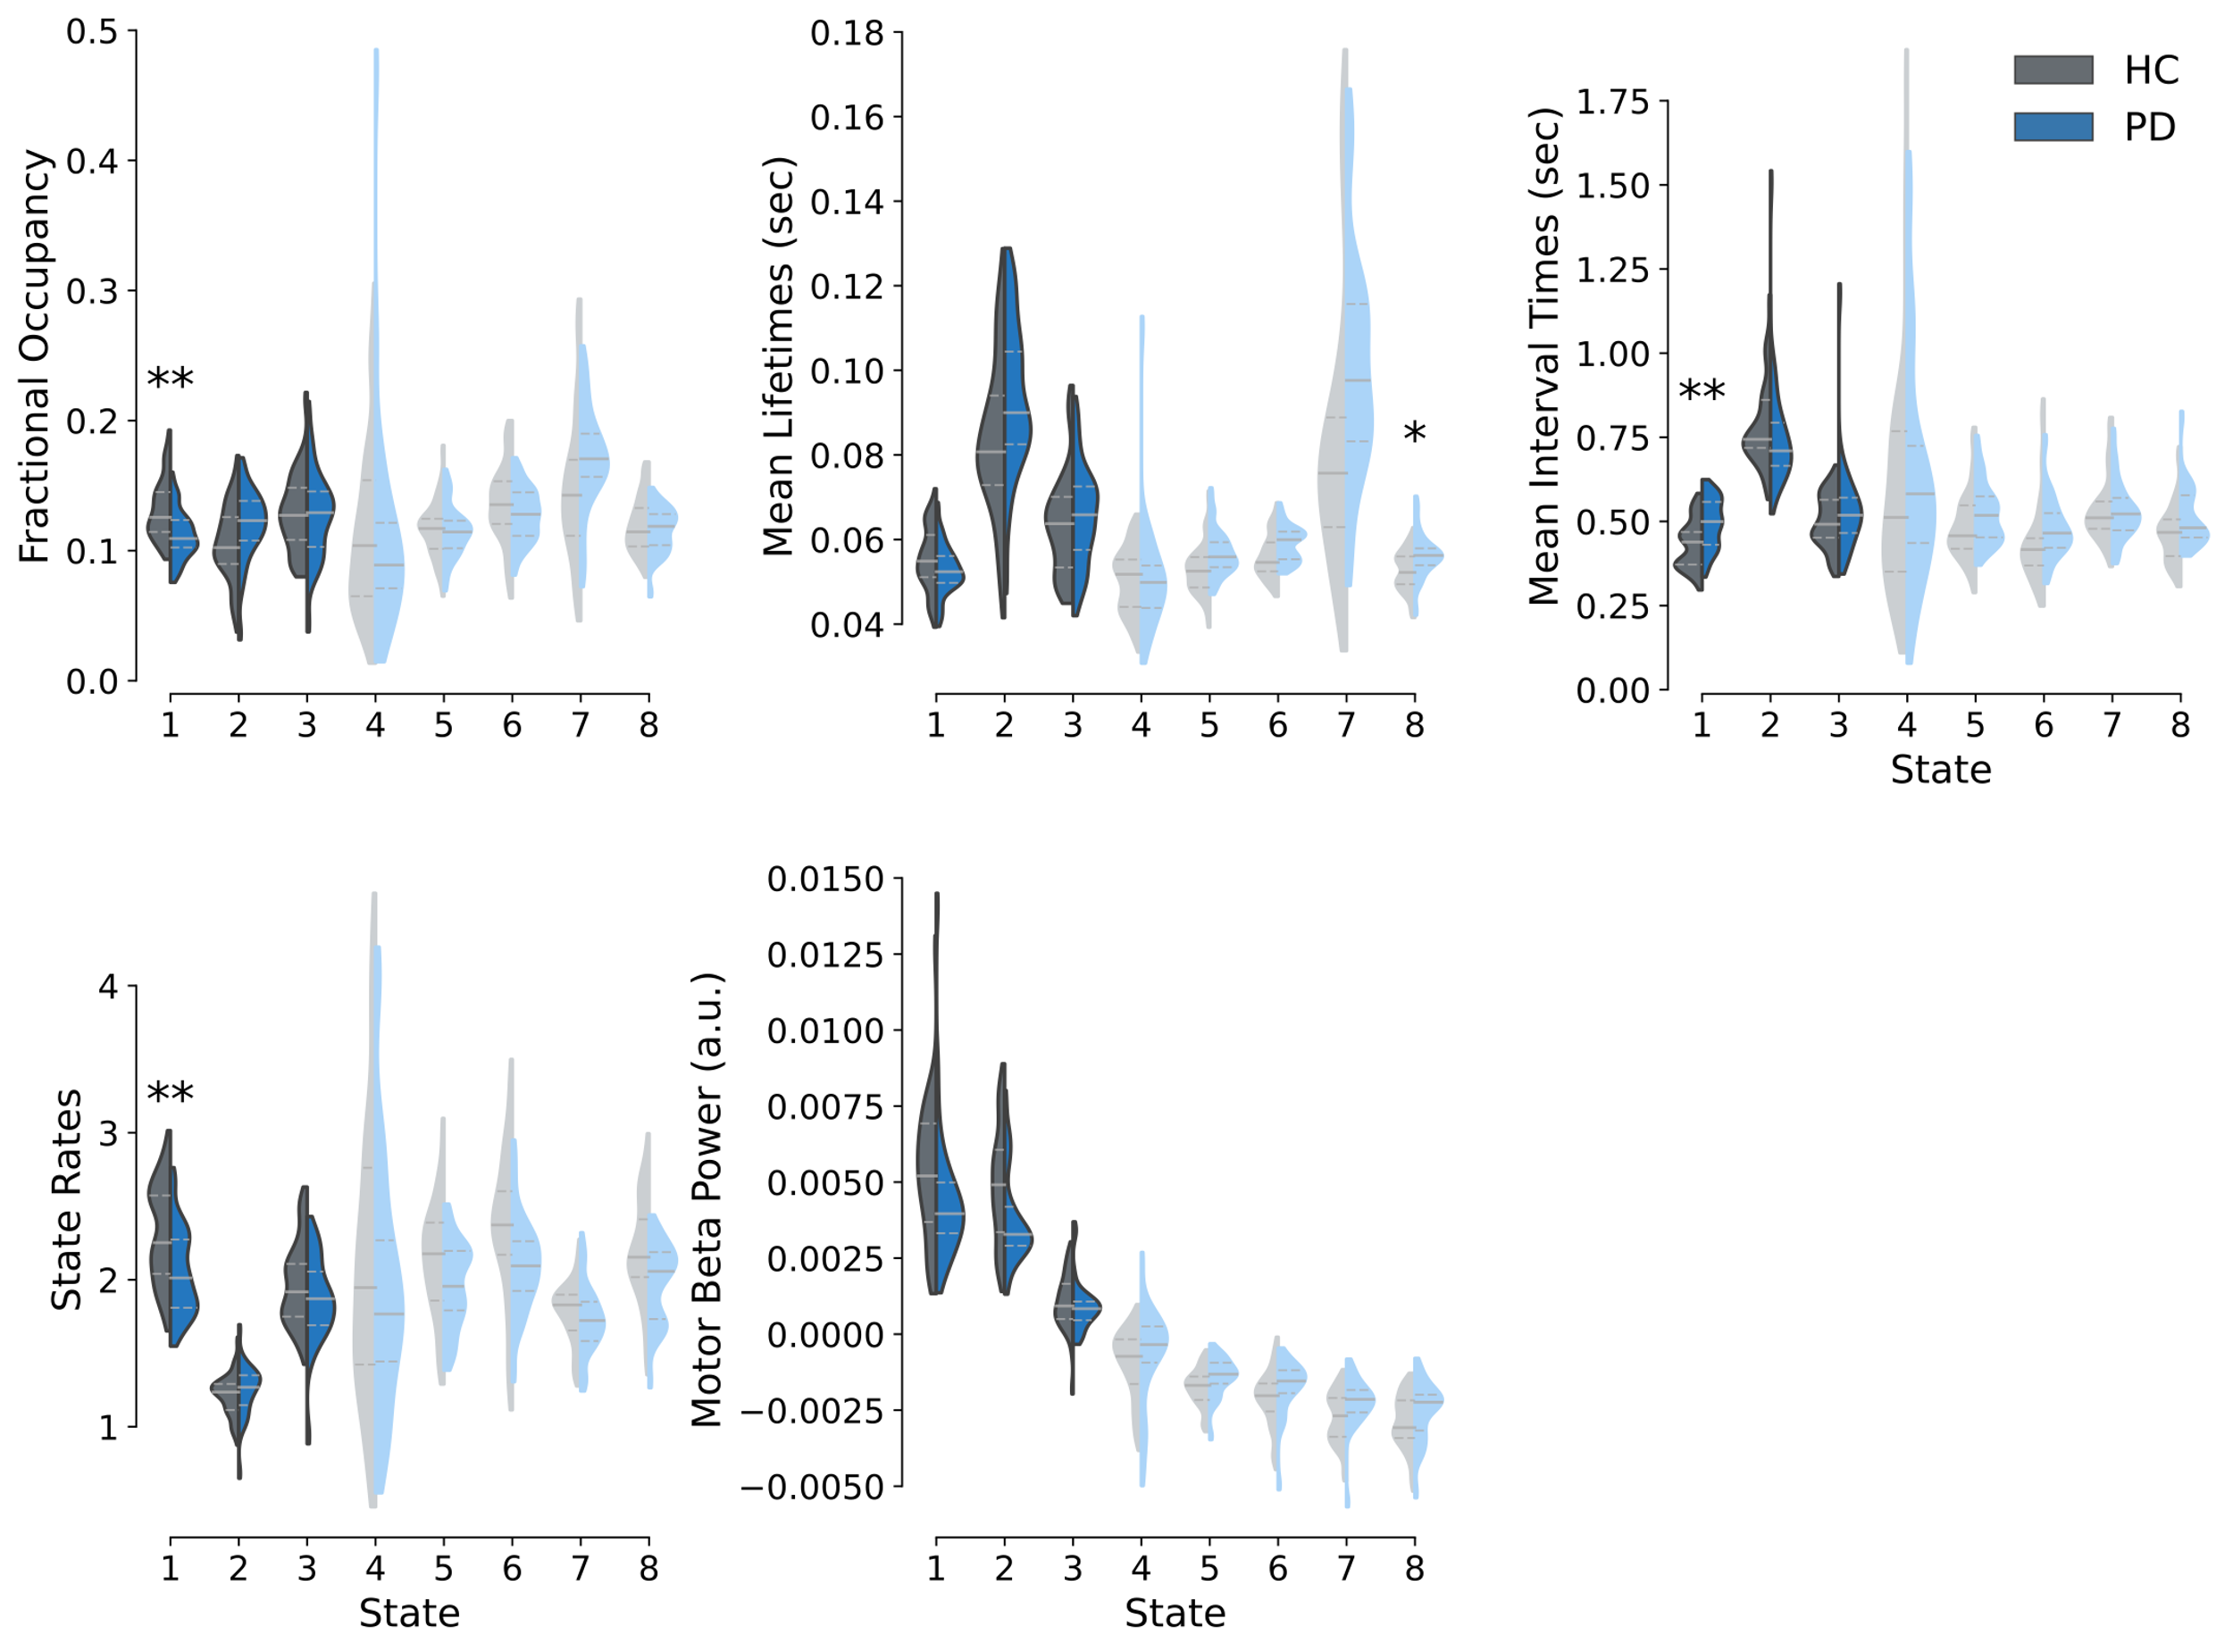 Fractional Occupancy
0.5
0.4
0.3
0.2
0.1
0.0
**
1 2 3 4 5 6 7 8
Mean Lifetimes (sec)
0.18
0.16
0.14
0.12
0.10
0.08
0.06
0.04
*
1 2 3 4 5 6 7 8
Mean Interval Times (sec)
1.75
1.50
1.25
1.00
0.75
0.50
0.25
0.00
**
HC
PD
1 2 3 4 5 6 7 8
State
State Rates
4
3
2
1
**
1 2 3 4 5 6 7 8
State
Motor Beta Power (a.u.)
0.0150
0.0125
0.0100
0.0075
0.0050
0.0025
0.0000
−0.0025
−0.0050
1 2 3 4 5 6 7 8
State